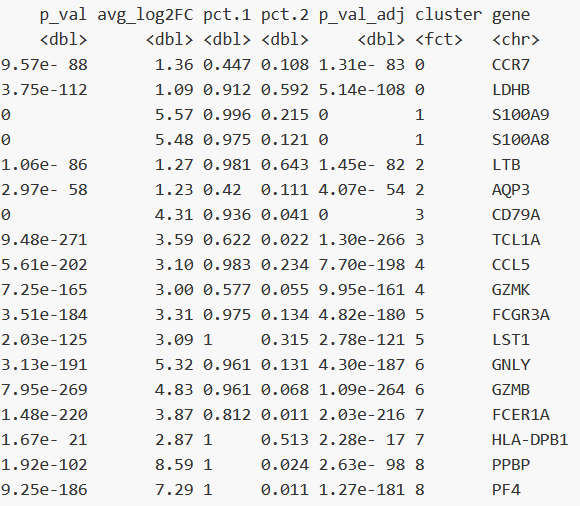 p_val avg_log2FC pct.1 pct.2 p_val_adj cluster gene
<dbl> <dbl> <dbl> <dbl> <dbl> <fct> <chr>
9.57e- 88 1.36 0.447 0.108 1.31e- 83 0 CCR7
3.75e-112 1.09 0.912 0.592 5.14e-108 0 LDHB
0 5.57 0.996 0.215 0 1 S100A9
0 5.48 0.975 0.121 0 1 S100A8
1.06e- 86 1.27 0.981 0.643 1.45e- 82 2 LTB
2.97e- 58 1.23 0.42 0.111 4.07e- 54 2 AQP3
0 4.31 0.936 0.041 0 3 CD79A
9.48e-271 3.59 0.622 0.022 1.30e-266 3 TCL1A
5.61e-202 3.10 0.983 0.234 7.70e-198 4 CCL5
7.25e-165 3.00 0.577 0.055 9.95e-161 4 GZMK
3.51e-184 3.31 0.975 0.134 4.82e-180 5 FCGR3A
2.03e-125 3.09 1 0.315 2.78e-121 5 LST1
3.13e-191 5.32 0.961 0.131 4.30e-187 6 GNLY
7.95e-269 4.83 0.961 0.068 1.09e-264 6 GZMB
1.48e-220 3.87 0.812 0.011 2.03e-216 7 FCER1A
1.67e- 21 2.87 1 0.513 2.28e- 17 7 HLA-DPB1
1.92e-102 8.59 1 0.024 2.63e- 98 8 PPBP
9.25e-186 7.29 1 0.011 1.27e-181 8 PF4